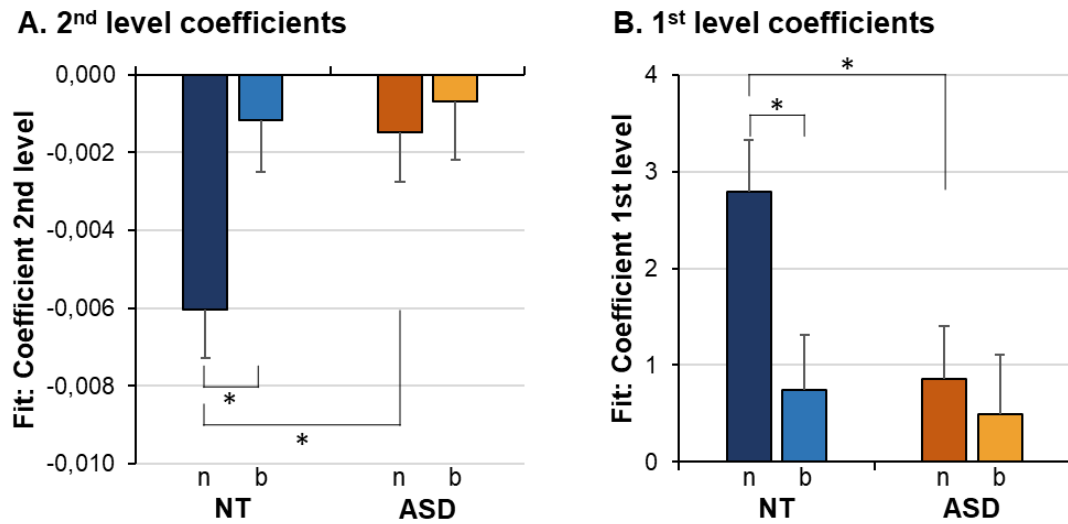 A. 2nd level coefficients
Fit: Coefficient 2nd level
0,000
-0,002
-0,004
-0,006
-0,008
-0,010
*
*
n b n b
NT ASD
B. 1st level coefficients
Fit: Coefficient 1st level
4
3
2
1
0
*
*
n b n b
NT ASD